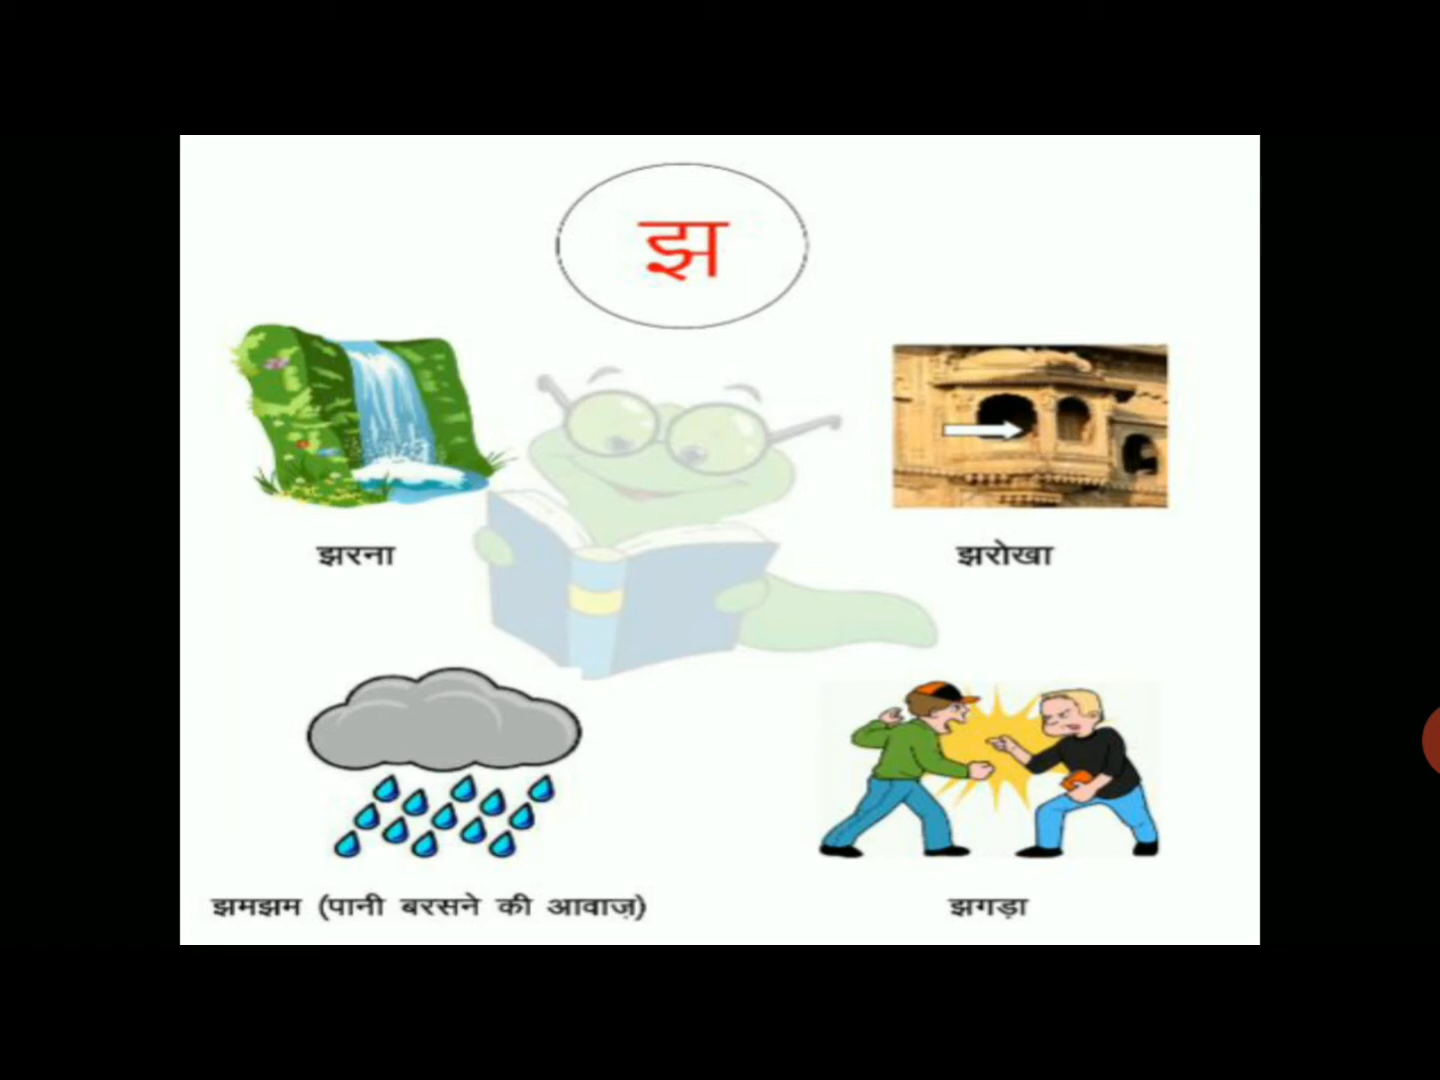 झ
झरना
झरोखा
झमझम (पानी बरसने की आवाज़)
झगड़ा